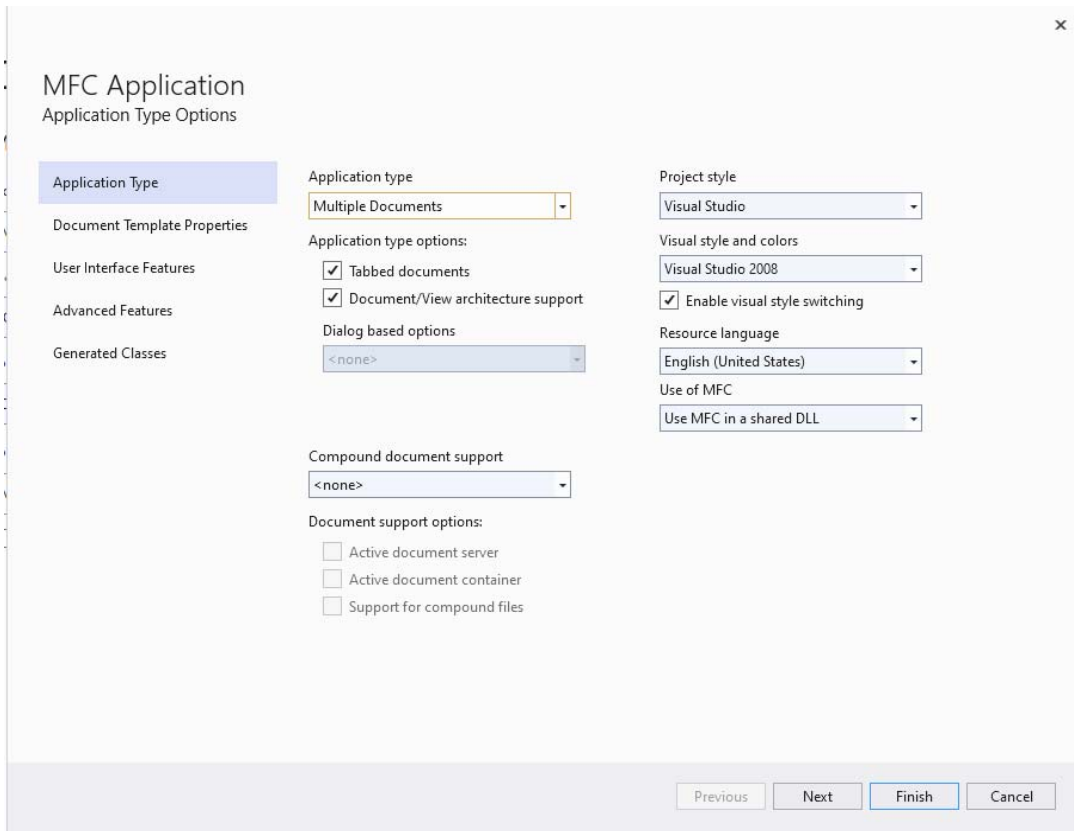 MFC Application
Application Type Options
Application Type
Document Template Properties
User Interface Features
Advanced Features
Generated Classes
Application type
Multiple Documents
Application type options:
Tabbed documents
Document/View architecture support
Dialog based options
<none>
Compound document support
<none>
Document support options:
Active document server
Active document container
Support for compound files
Project style
Visual Studio
Visual style and colors
Visual Studio 2008
Enable visual style switching
Resource language
English (United States)
Use of MFC
Use MFC in a shared DLL
Previous
Next
Finish
Cancel